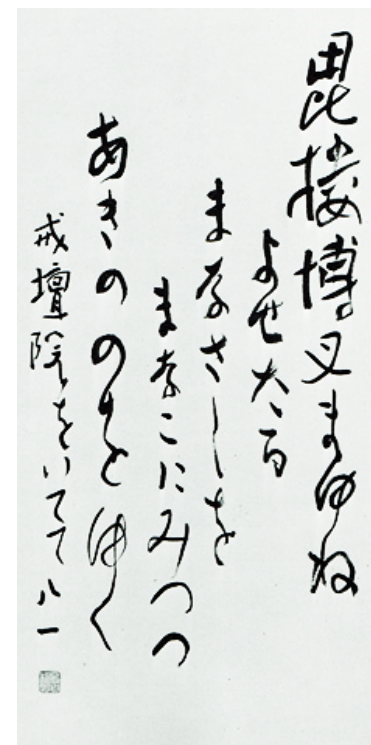 毘楼博叉まゆね
よせたる
まなさしを
まなこにみつつ
あきの のを ゆく
戒壇院をいてて 八一